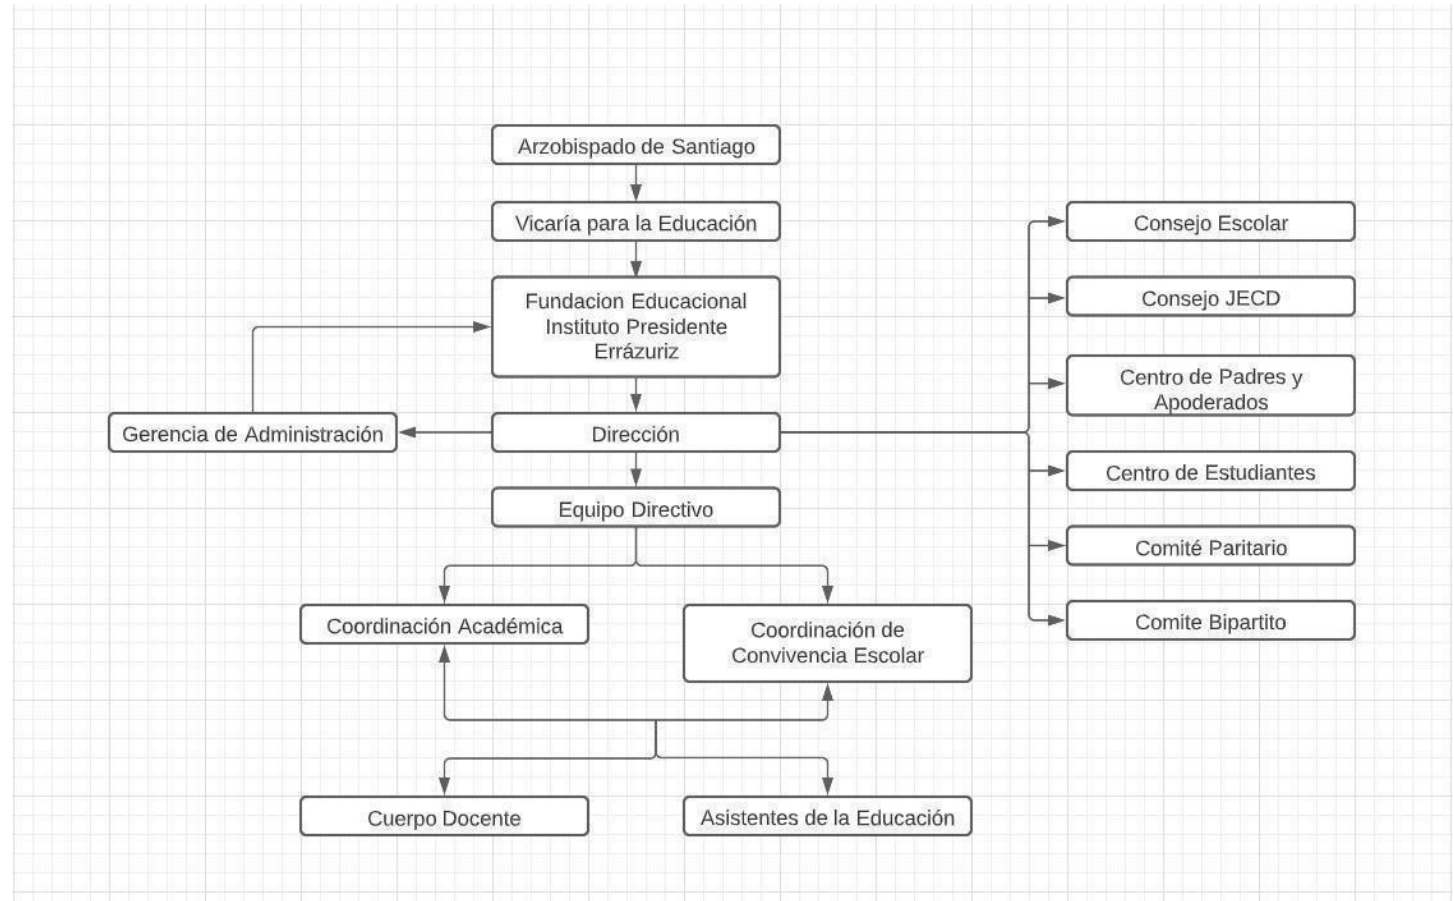 Arzobispado de Santiago
Vicaría para la Educación
Fundacion Educacional
Instituto Presidente
Errázuriz
Gerencia de Administración
Dirección
Equipo Directivo
Coordinación Académica
Coordinación de
Convivencia Escolar
Cuerpo Docente
Asistentes de la Educación
Consejo Escolar
Consejo JECD
Centro de Padres y
Apoderados
Centro de Estudiantes
Comité Paritario
Comite Bipartito